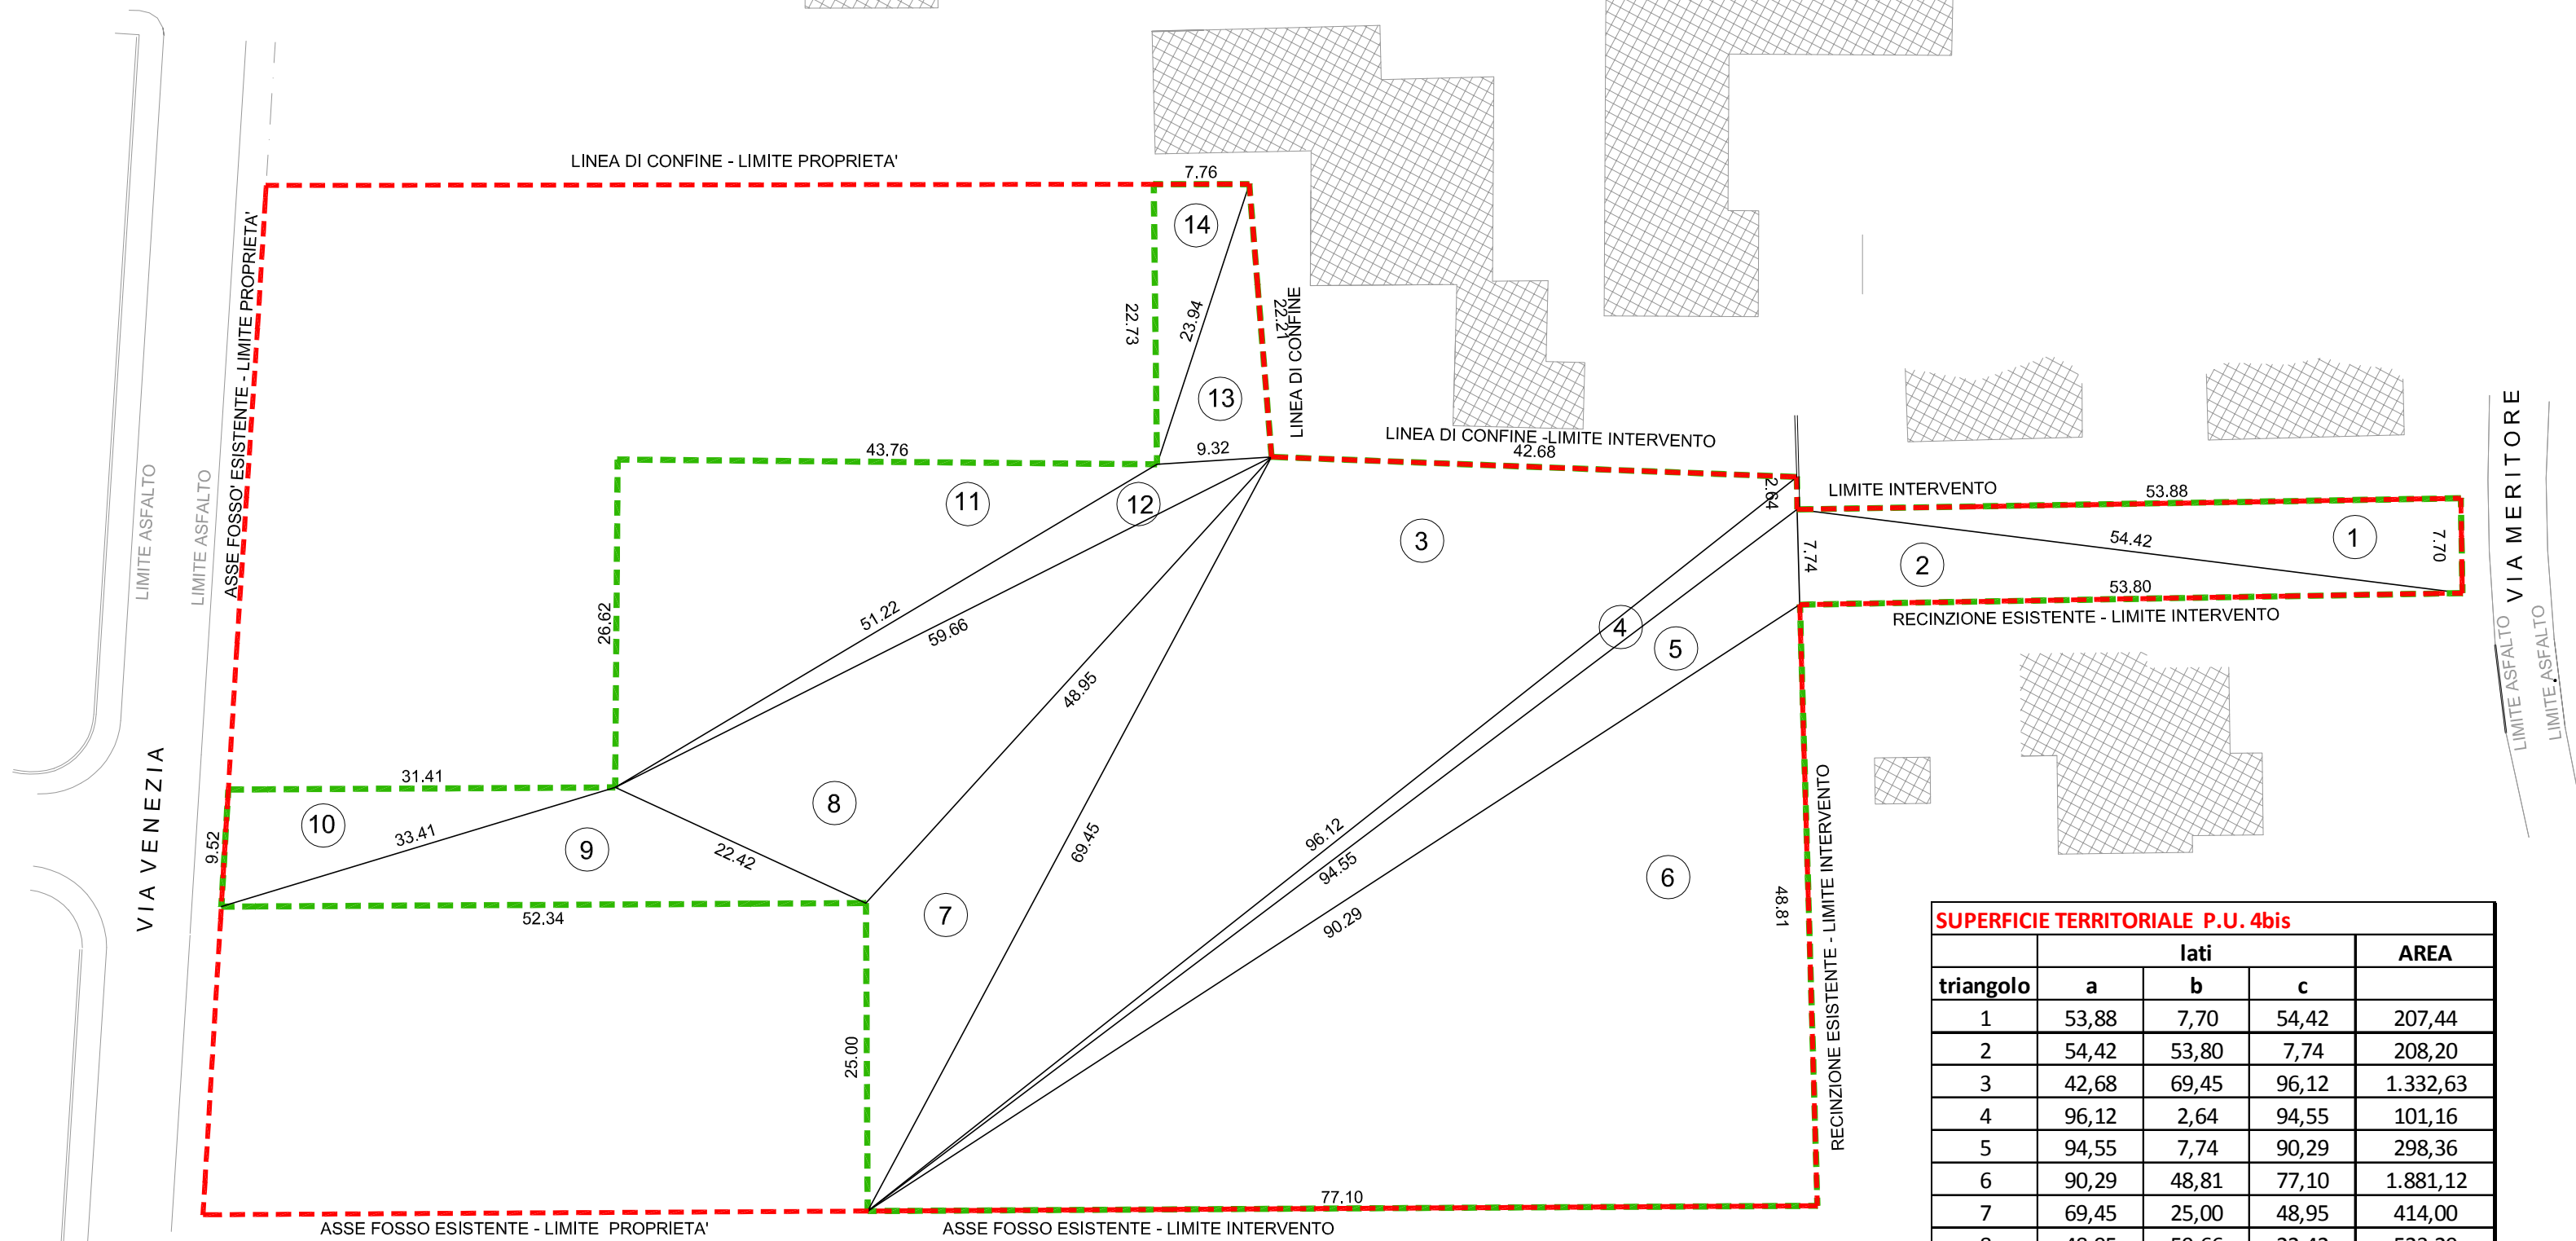 LINEA DI CONFINE - LIMITE PROPRIETA'
7.76
14
ASSE FOSSO' ESISTENTE - LIMITE PROPRIETA'
22.73
23.94
22.21
LINEA DI CONFINE
13
43.76
9.32
LINEA DI CONFINE -LIMITE INTERVENTO
42.68
11
12
3
2.64
LIMITE INTERVENTO
53.88
1
7.70
54.42
7.74
2
53.80
RECINZIONE ESISTENTE - LIMITE INTERVENTO
VIA MERITORE
LIMITE ASFALTO
LIMITE ASFALTO
LIMITE ASFALTO
LIMITE ASFALTO
26.62
51.22
59.66
4
5
48.95
VIA VENEZIA
31.41
10
33.41
9.52
9
8
22.42
69.45
96.12
94.55
90.29
6
48.81
RECINZIONE ESISTENTE - LIMITE INTERVENTO
52.34
7
25.00
77.10
ASSE FOSSO ESISTENTE - LIMITE PROPRIETA'
ASSE FOSSO ESISTENTE - LIMITE INTERVENTO
SUPERFICIE TERRITORIALE P.U. 4bis
lati AREA
triangolo a b c
1 53,88 7,70 54,42 207,44
2 54,42 53,80 7,74 208,20
3 42,68 69,45 96,12 1.332,63
4 96,12 2,64 94,55 101,16
5 94,55 7,74 90,29 298,36
6 90,29 48,81 77,10 1.881,12
7 69,45 25,00 48,95 414,00